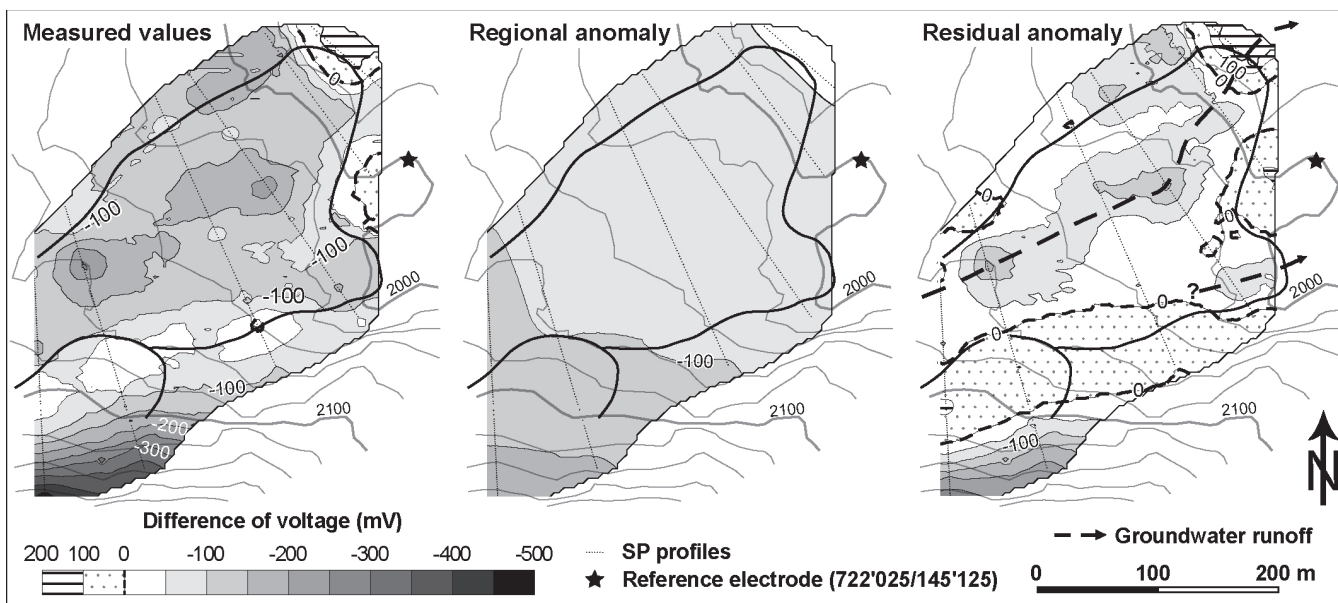 Measured values
0
-100
-100
-100
-100
-200
-300
2000
2100
Regional anomaly
-100
2000
2100
Residual anomaly
100
0
0
0
?
0
0
0
-100
2000
2100
N
Difference of voltage (mV)
200 100 0 -100 -200 -300 -400 -500
SP profiles
Reference electrode (722'025/145'125)
Groundwater runoff
0 100 200 m